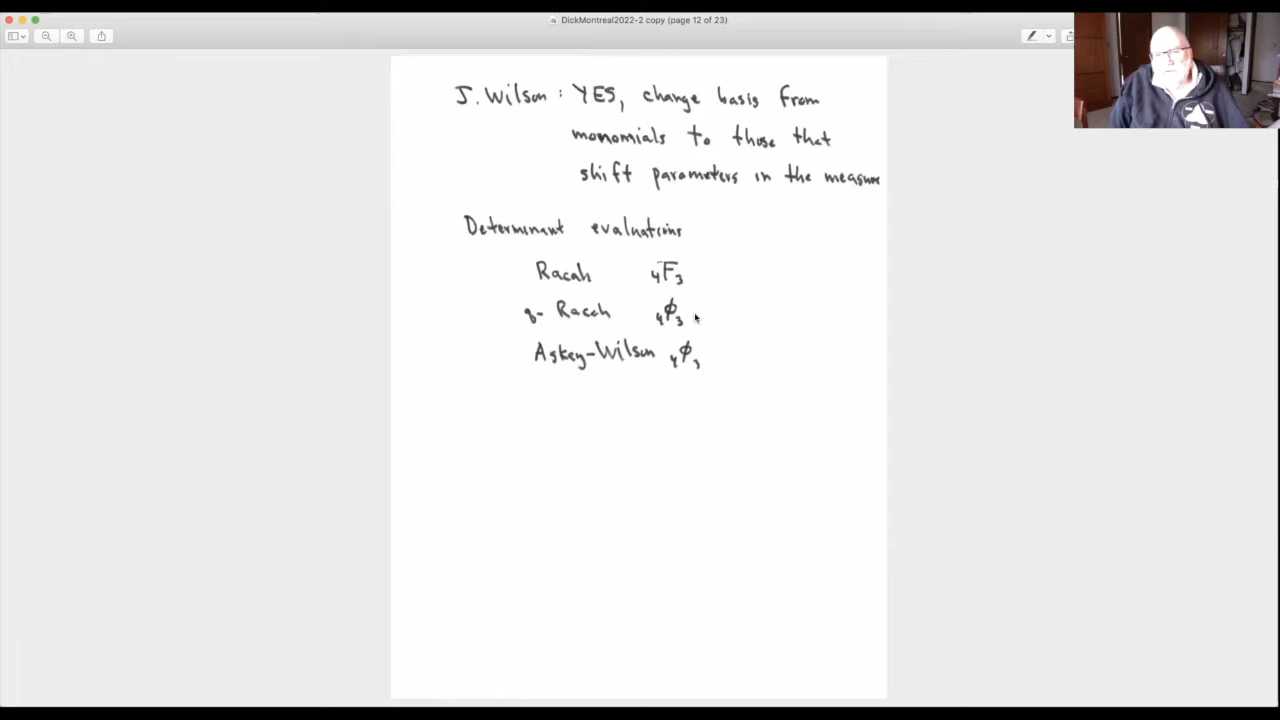 DickMontreal2022-2 copy (page 12 of 23)
J. Wilson : YES, change basis from
monomials to those that
shift parameters in the measure
Determinant evaluations
Racah ₄F₃
q- Racah ₄φ₃
Askey-Wilson ₄φ₃